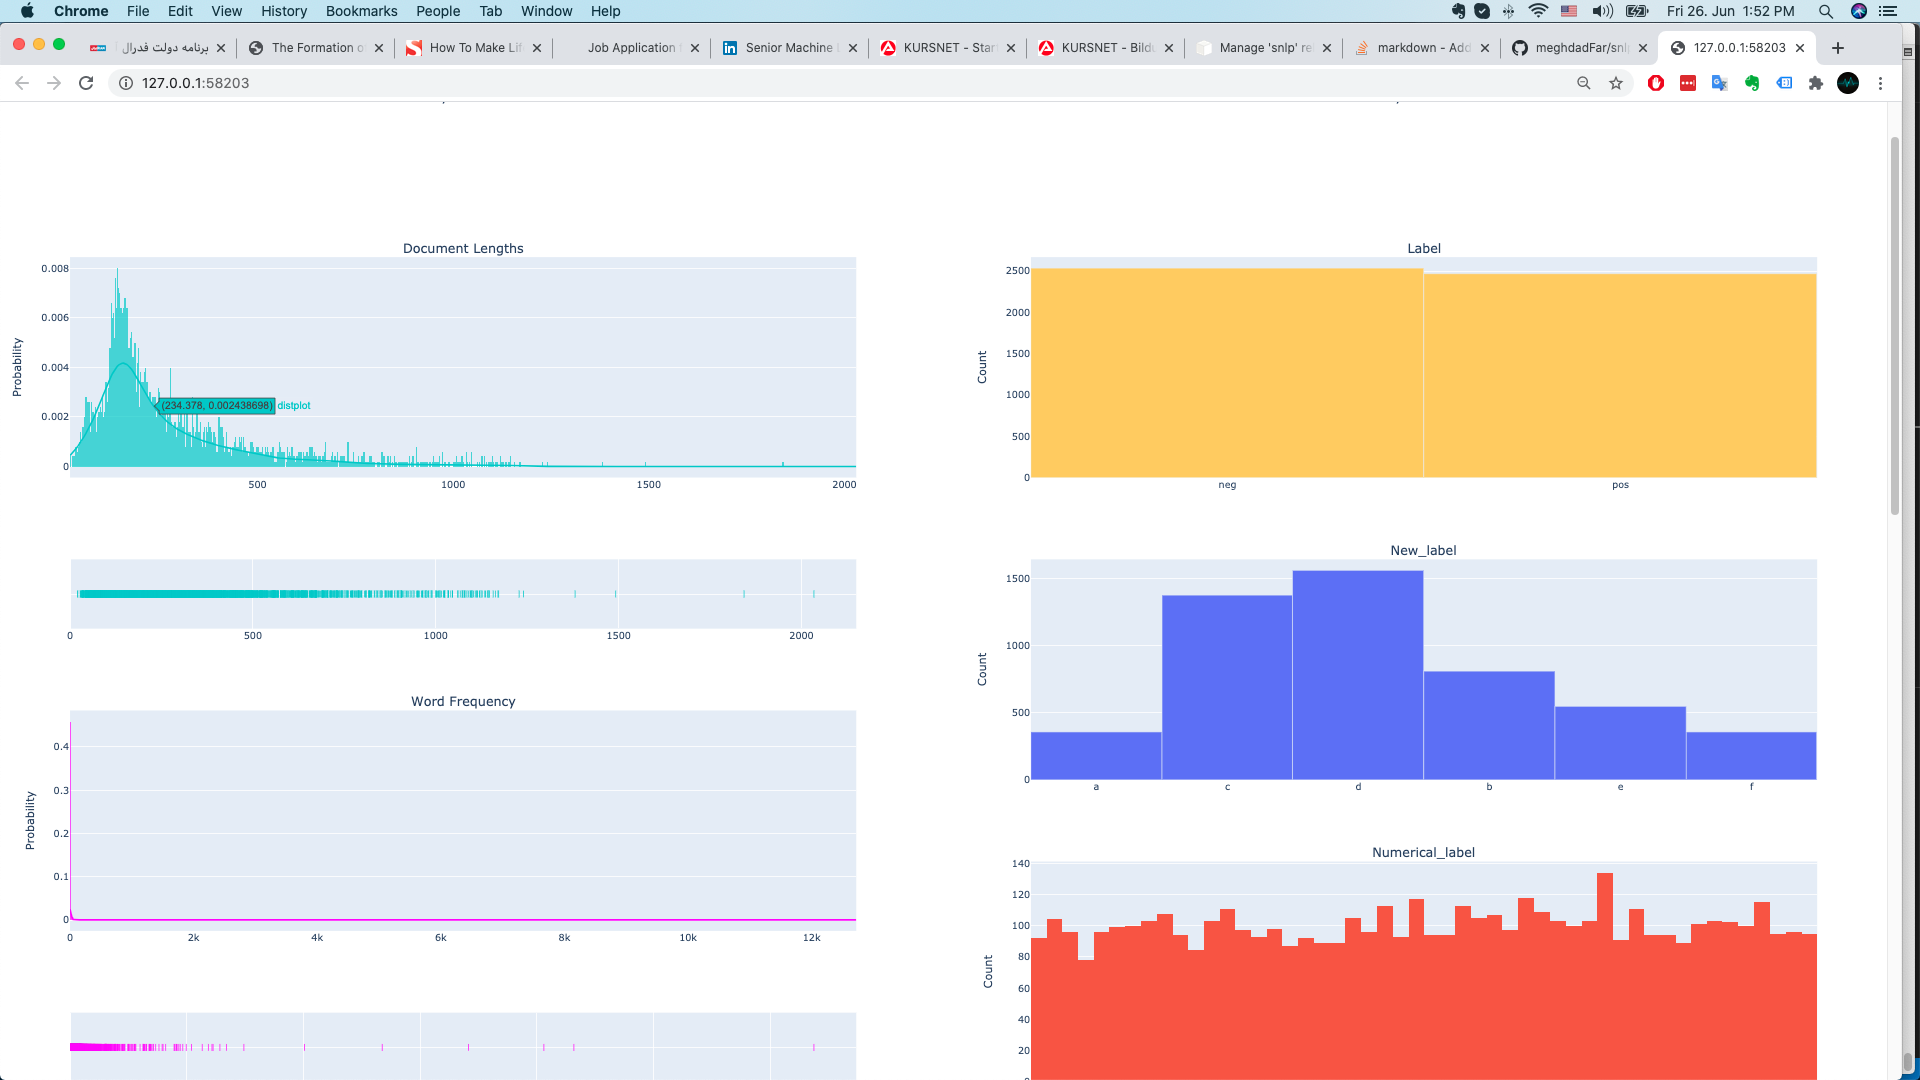 Chrome File Edit View History Bookmarks People Tab Window Help Fri 26. Jun 1:52 PM
برنامه دولت فدرال The Formation o How To Make Lif Job Application Senior Machine KURSNET - Star KURSNET - Bildu Manage 'snlp' re markdown - Add meghdadFar/snl 127.0.0.1:58203
127.0.0.1:58203
Document Lengths
Probability
0.008
0.006
0.004
0.002
0
(234.378, 0.002438698) distplot
500 1000 1500 2000
0 500 1000 1500 2000
Word Frequency
Probability
0.4
0.3
0.2
0.1
0
0 2k 4k 6k 8k 10k 12k
Label
Count
2500
2000
1500
1000
500
0
neg pos
New_label
Count
1500
1000
500
0
a c d b e f
Numerical_label
Count
140
120
100
80
60
40
20